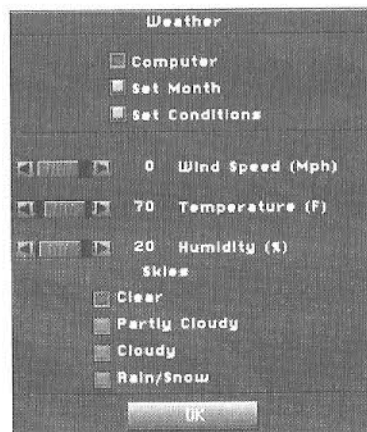 Weather
Computer
Set Month
Set Conditions
0 Wind Speed (Mph)
70 Temperature (F)
20 Humidity (%)
Skies
Clear
Partly Cloudy
Cloudy
Rain/Snow
OK